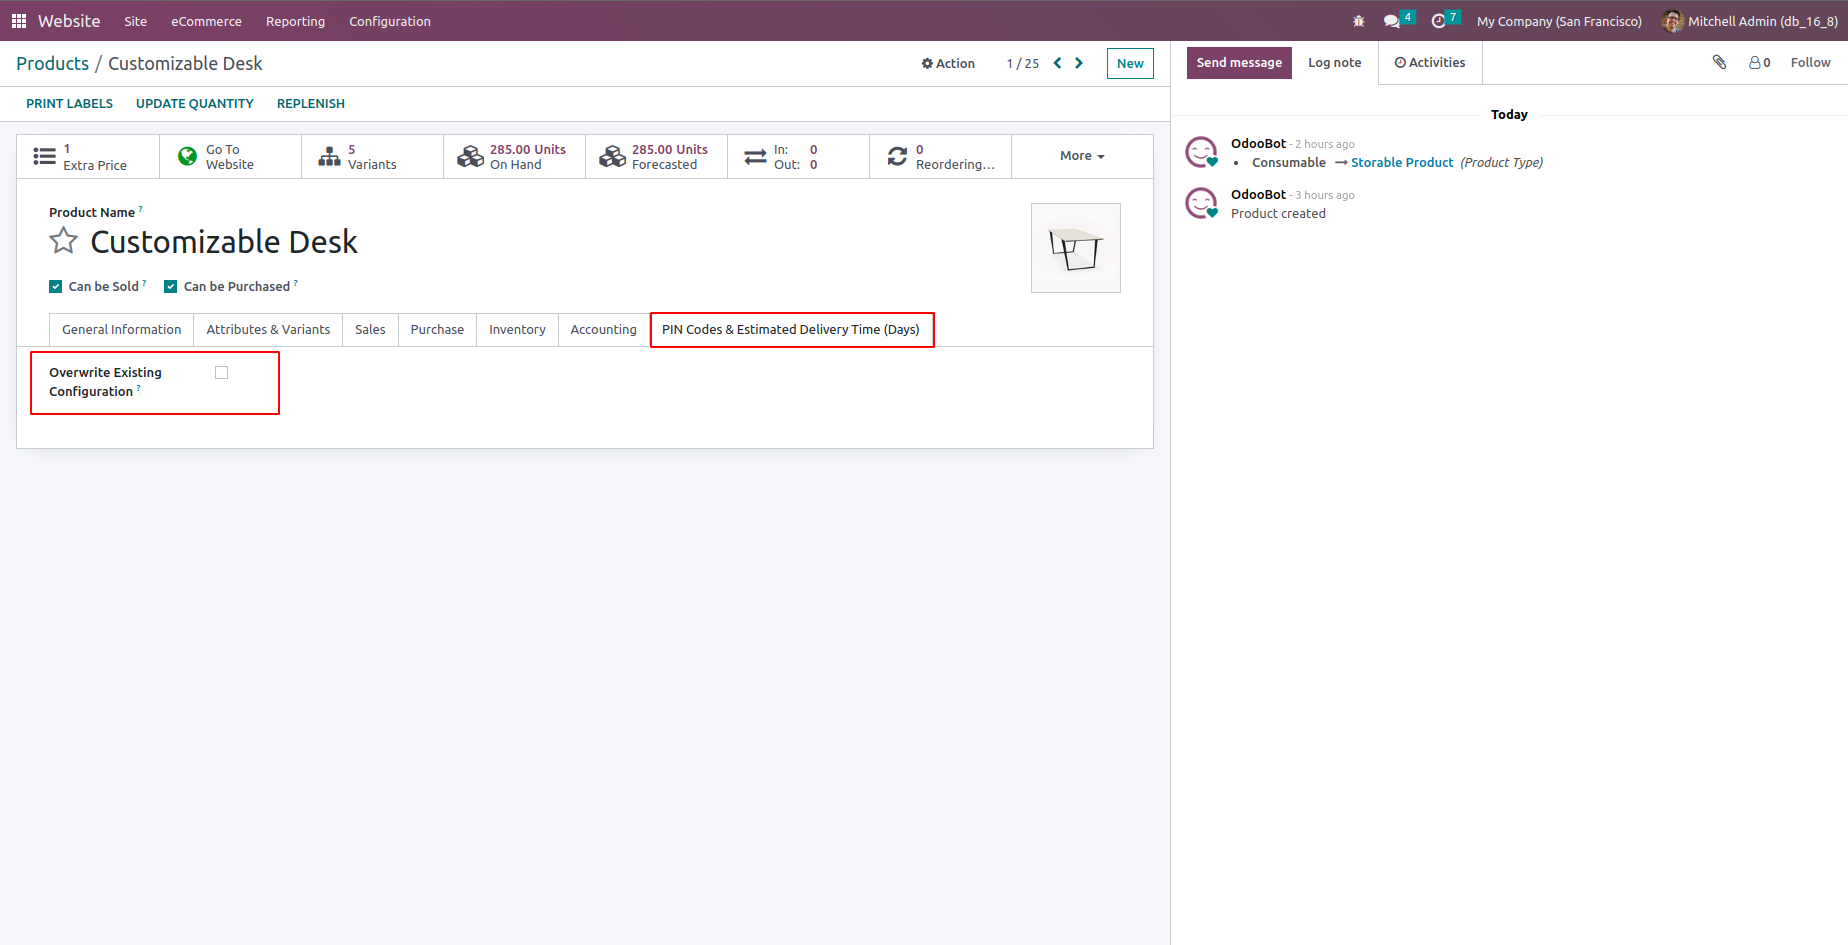 Website Site eCommerce Reporting Configuration 4 7 My Company (San Francisco) Mitchell Admin (db_16_8)
Products / Customizable Desk Action 1 / 25 New
PRINT LABELS UPDATE QUANTITY REPLENISH
1
Extra Price
Go To
Website
5
Variants
285.00 Units
On Hand
285.00 Units
Forecasted
In: 0
Out: 0
0
Reordering...
More
Product Name ?
Customizable Desk
Can be Sold ? Can be Purchased ?
General Information Attributes & Variants Sales Purchase Inventory Accounting PIN Codes & Estimated Delivery Time (Days)
Overwrite Existing
Configuration ?
Send message Log note Activities 0 Follow
Today
OdooBot - 2 hours ago
• Consumable → Storable Product (Product Type)
OdooBot - 3 hours ago
Product created